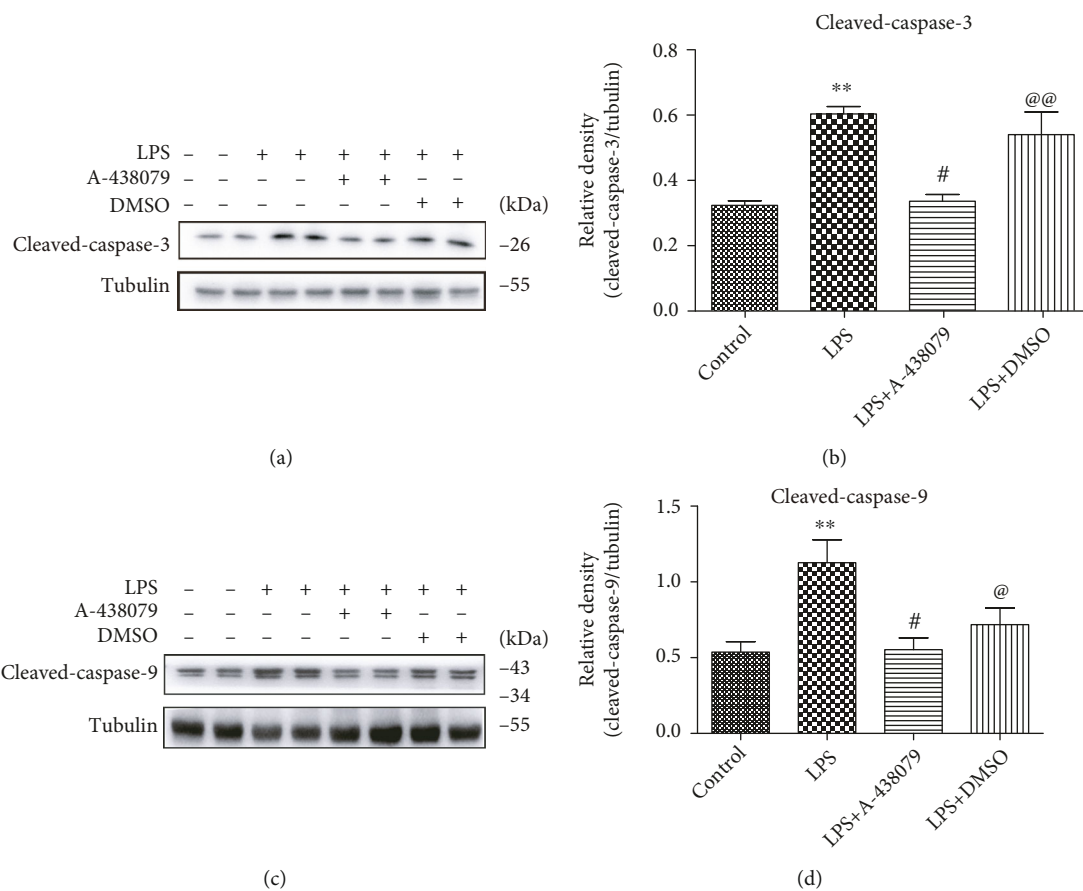 LPS – – + + + + + +
A-438079 – – – – + + – –
DMSO – – – – – – + +
(kDa)
Cleaved-caspase-3
–26
Tubulin
–55
(a)
Cleaved-caspase-3
Relative density
(cleaved-caspase-3/tubulin)
0.8
0.6
0.4
0.2
0.0
**
#
@@
Control
LPS
LPS+A-438079
LPS+DMSO
(b)
LPS – – + + + + + +
A-438079 – – – – + + – –
DMSO – – – – – – + +
(kDa)
Cleaved-caspase-9
–43
–34
Tubulin
–55
(c)
Cleaved-caspase-9
Relative density
(cleaved-caspase-9/tubulin)
1.5
1.0
0.5
0.0
**
#
@
Control
LPS
LPS+A-438079
LPS+DMSO
(d)